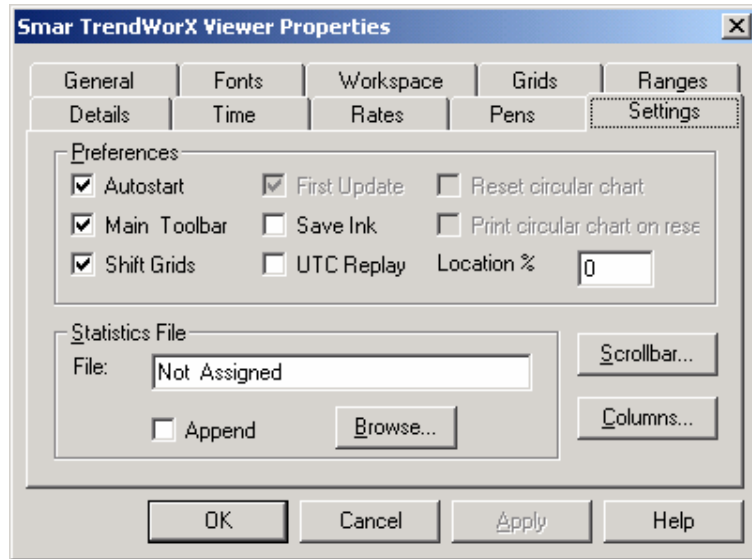 Smar TrendWorX Viewer Properties
General Fonts Workspace Grids Ranges
Details Time Rates Pens Settings
Preferences
Autostart First Update Reset circular chart
Main Toolbar Save Ink Print circular chart on rese
Shift Grids UTC Replay Location % 0
Statistics File
File: Not Assigned
Scrollbar...
Append Browse... Columns...
OK Cancel Apply Help